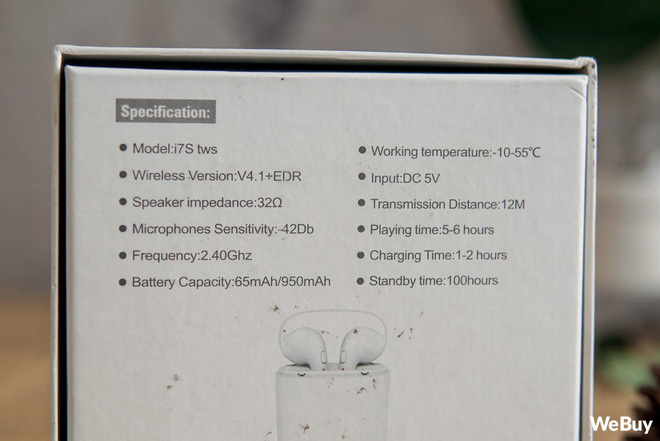 Specification:
● Model:i7S tws
● Wireless Version:V4.1+EDR
● Speaker impedance:32Ω
● Microphones Sensitivity:-42Db
● Frequency:2.40Ghz
● Battery Capacity:65mAh/950mAh
● Working temperature:-10-55℃
● Input:DC 5V
● Transmission Distance:12M
● Playing time:5-6 hours
● Charging Time:1-2 hours
● Standby time:100hours
WeBuy